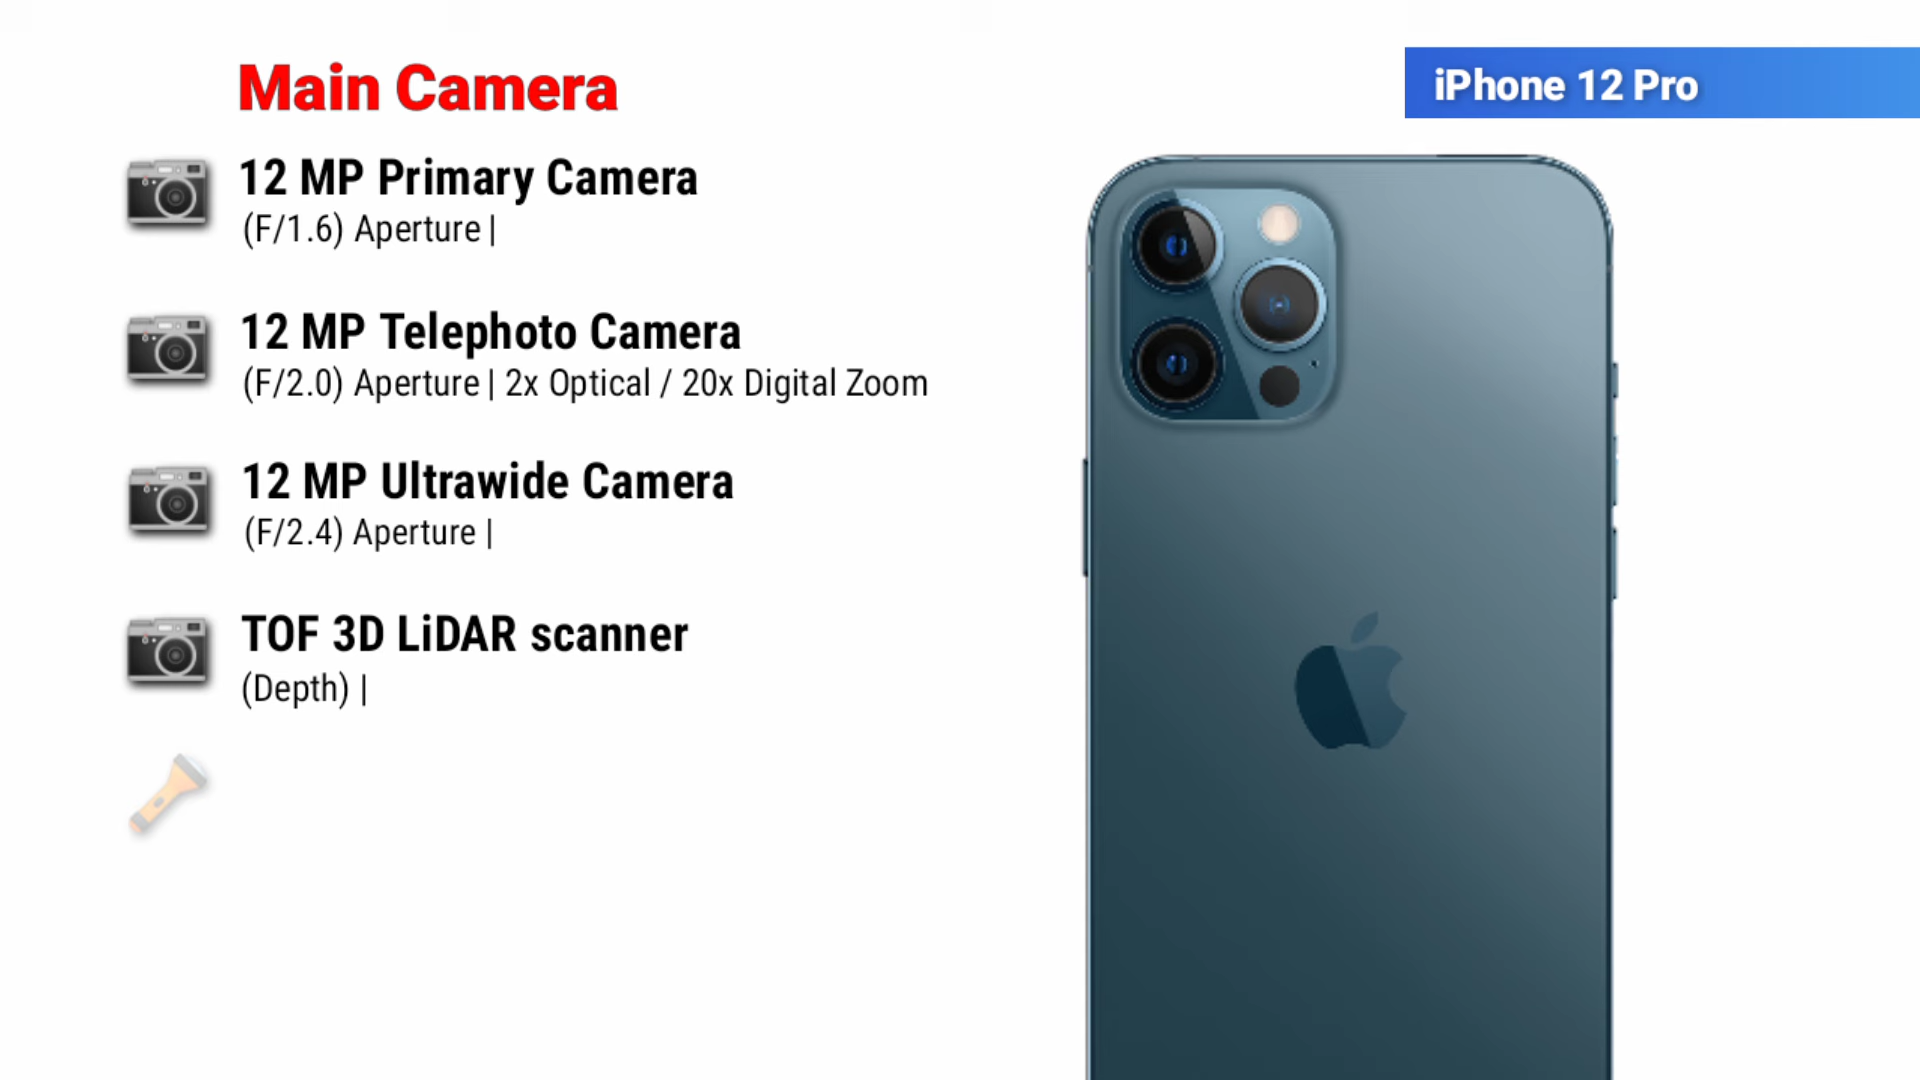 Main Camera
iPhone 12 Pro
12 MP Primary Camera
(F/1.6) Aperture |
12 MP Telephoto Camera
(F/2.0) Aperture | 2x Optical / 20x Digital Zoom
12 MP Ultrawide Camera
(F/2.4) Aperture |
TOF 3D LiDAR scanner
(Depth) |